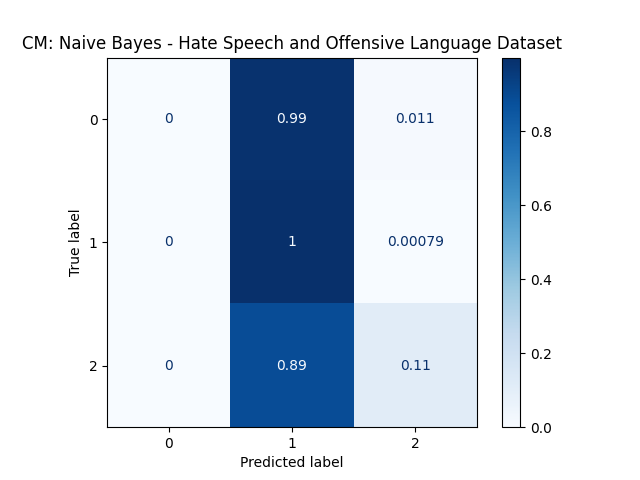 CM: Naive Bayes - Hate Speech and Offensive Language Dataset
0 0 0.99 0.011
1 0 1 0.00079
2 0 0.89 0.11
0 1 2
Predicted label
True label
0.8
0.6
0.4
0.2
0.0